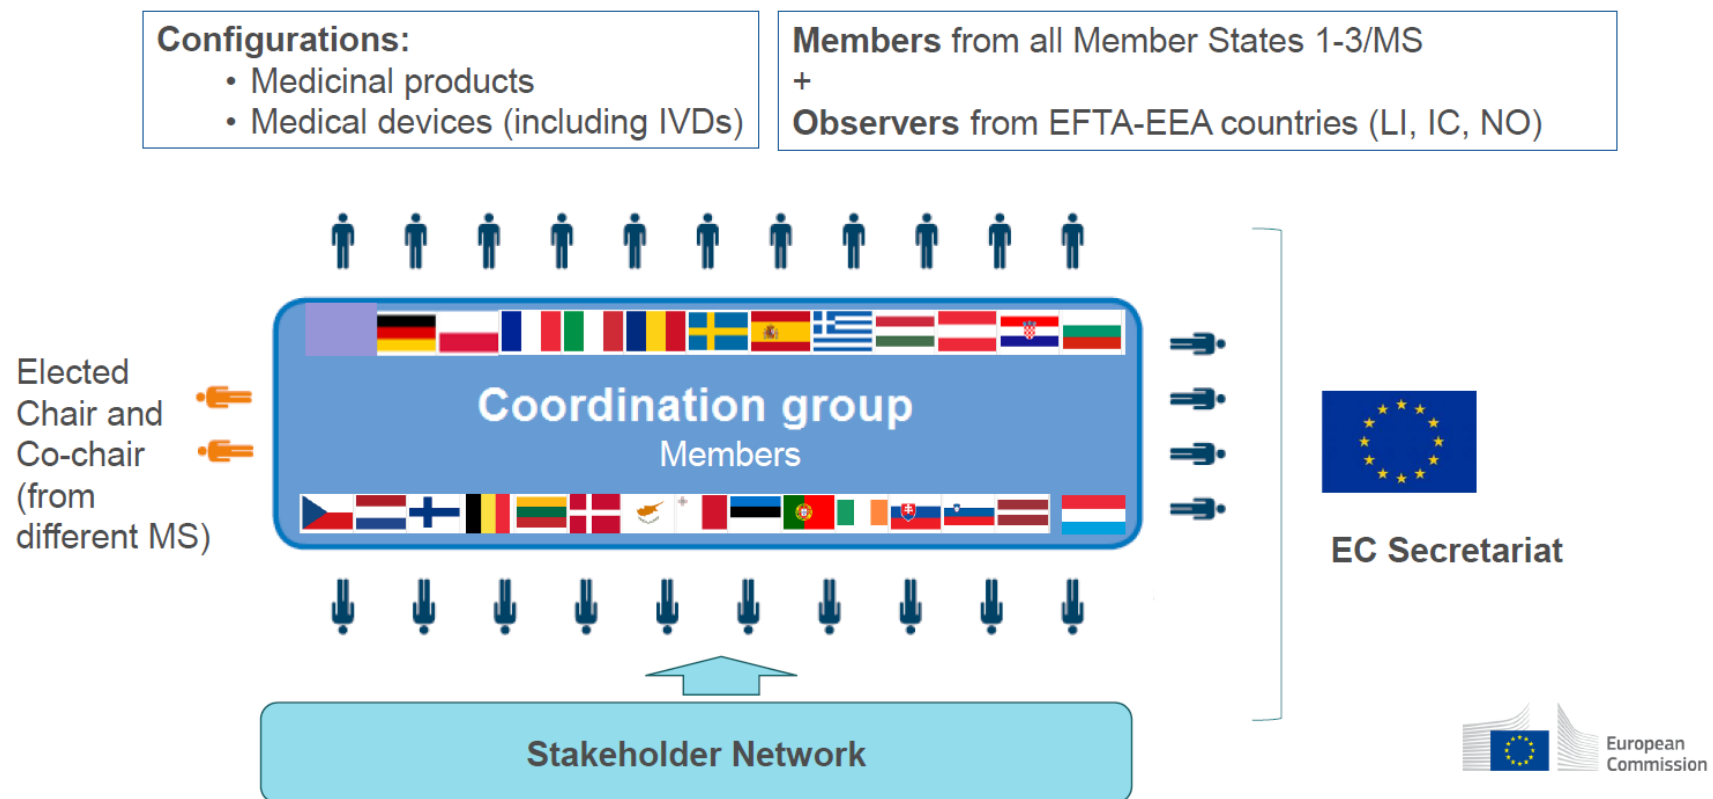 Configurations:
• Medicinal products
• Medical devices (including IVDs)
Members from all Member States 1-3/MS
+
Observers from EFTA-EEA countries (LI, IC, NO)
Elected
Chair and
Co-chair
(from
different MS)
Coordination group
Members
EC Secretariat
Stakeholder Network
European
Commission